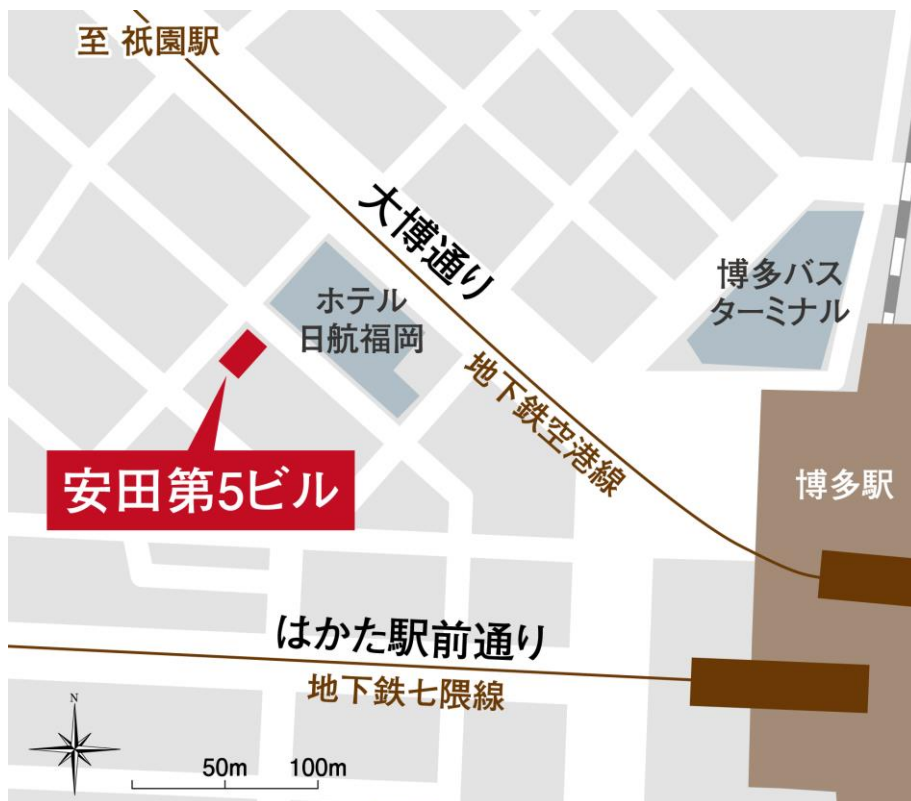 至 祇園駅
大博通り
博多バス
ターミナル
ホテル
日航福岡
地下鉄空港線
安田第5ビル
博多駅
はかた駅前通り
地下鉄七隈線
N
50m 100m